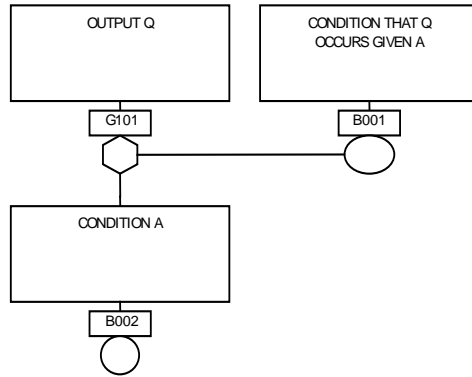 OUTPUT Q
CONDITION THAT Q
OCCURS GIVEN A
G101
B001
CONDITION A
B002